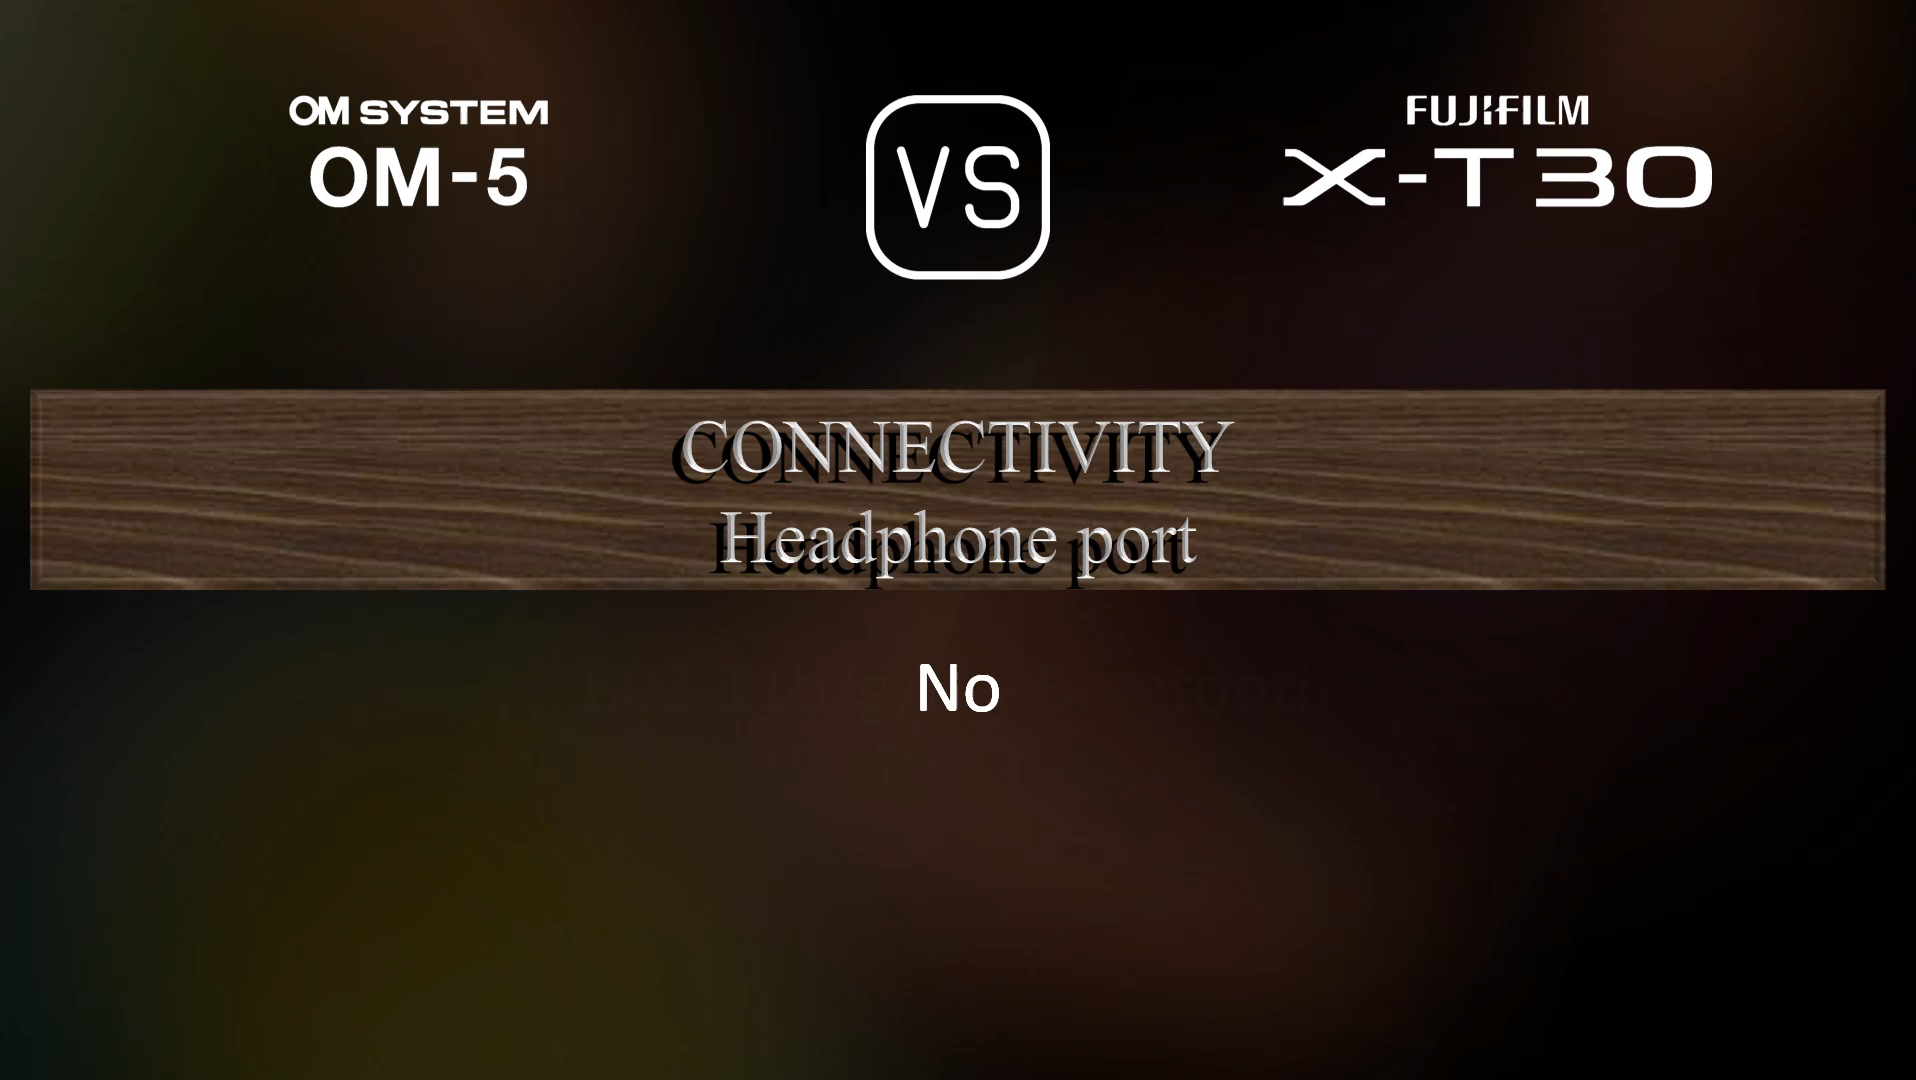 OM SYSTEM
OM-5
VS
FUJIFILM
X-T30
CONNECTIVITY
Headphone port
No